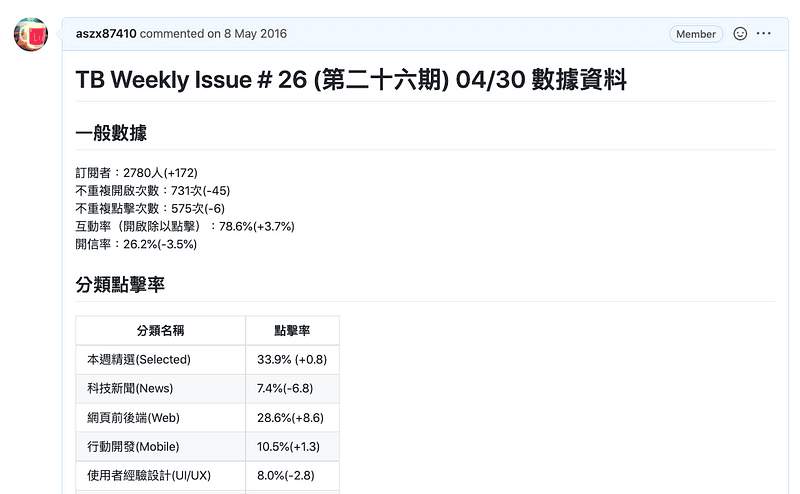 aszx87410 commented on 8 May 2016
Member
TB Weekly Issue # 26 (第二十六期) 04/30 數據資料
一般數據
訂閱者：2780人(+172)
不重複開啟次數：731次(-45)
不重複點擊次數：575次(-6)
互動率（開啟除以點擊）：78.6%(+3.7%)
開信率：26.2%(-3.5%)
分類點擊率
分類名稱 點擊率
本週精選(Selected) 33.9% (+0.8)
科技新聞(News) 7.4%(-6.8)
網頁前後端(Web) 28.6%(+8.6)
行動開發(Mobile) 10.5%(+1.3)
使用者經驗設計(UI/UX) 8.0%(-2.8)